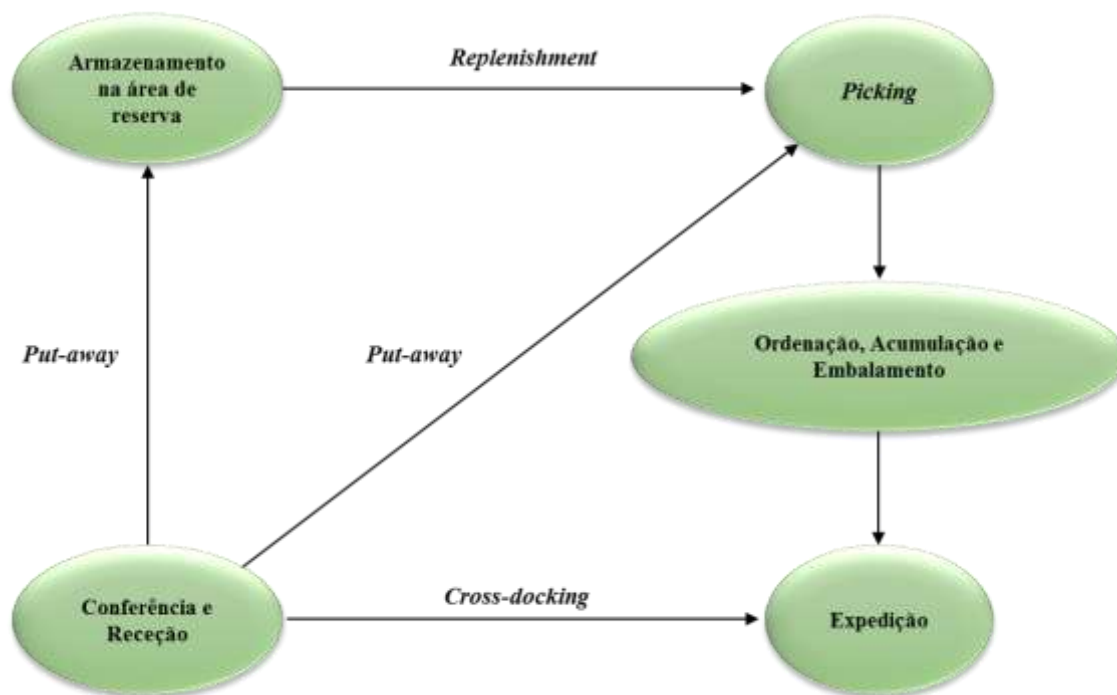 Armazenamento
na área de
reserva
Replenishment
Picking
Put-away
Put-away
Ordenação, Acumulação e
Embalamento
Conferência e
Receção
Cross-docking
Expedição